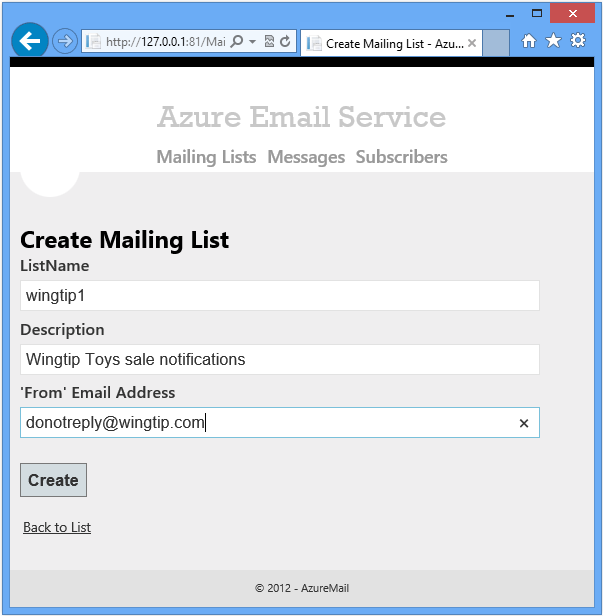 http://127.0.0.1:81/Mai
Create Mailing List - Azu...
Azure Email Service
Mailing Lists Messages Subscribers
Create Mailing List
ListName
wingtip1
Description
Wingtip Toys sale notifications
'From' Email Address
donotreply@wingtip.com
Create
Back to List
© 2012 - AzureMail